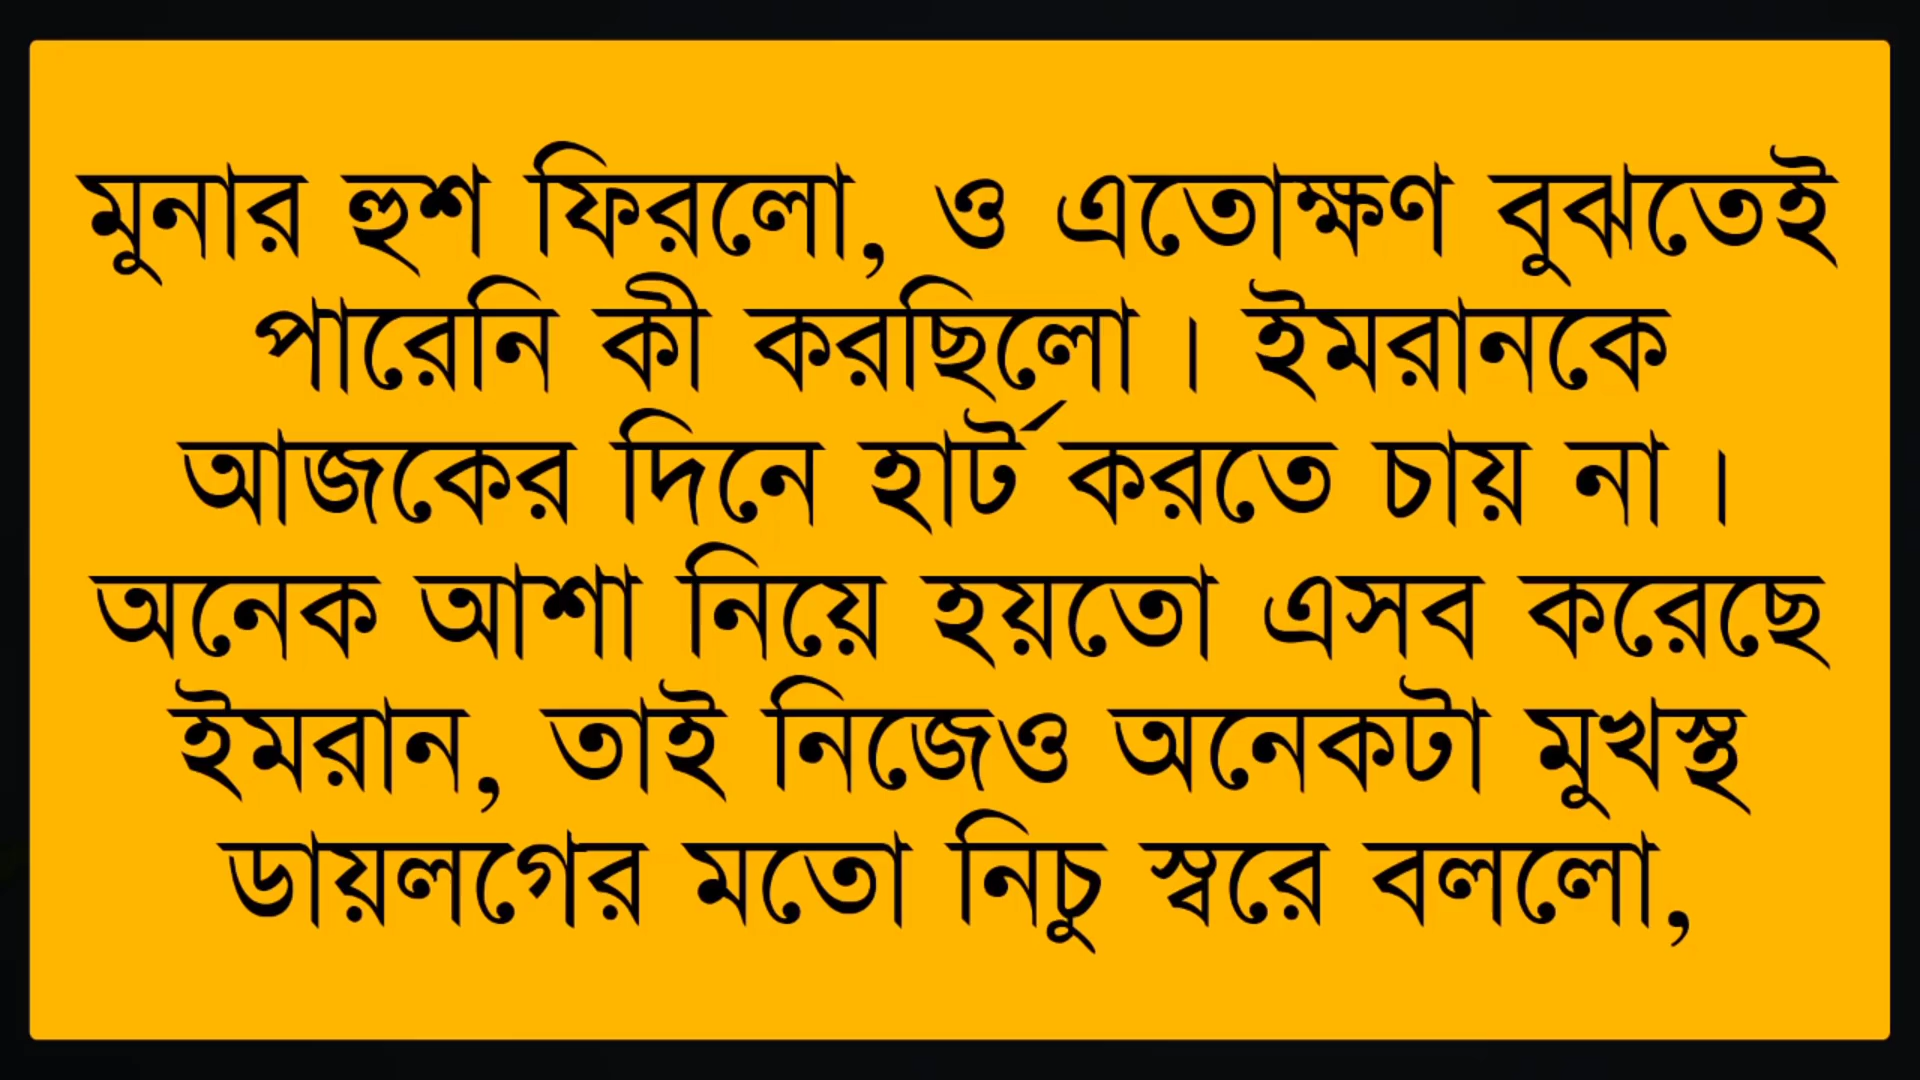 মুনার হুশ ফিরলো, ও এতোক্ষণ বুঝতেই
পারেনি কী করছিলো। ইমরানকে
আজকের দিনে হার্ট করতে চায় না।
অনেক আশা নিয়ে হয়তো এসব করেছে
ইমরান, তাই নিজেও অনেকটা মুখস্থ
ডায়লগের মতো নিচু স্বরে বললো,